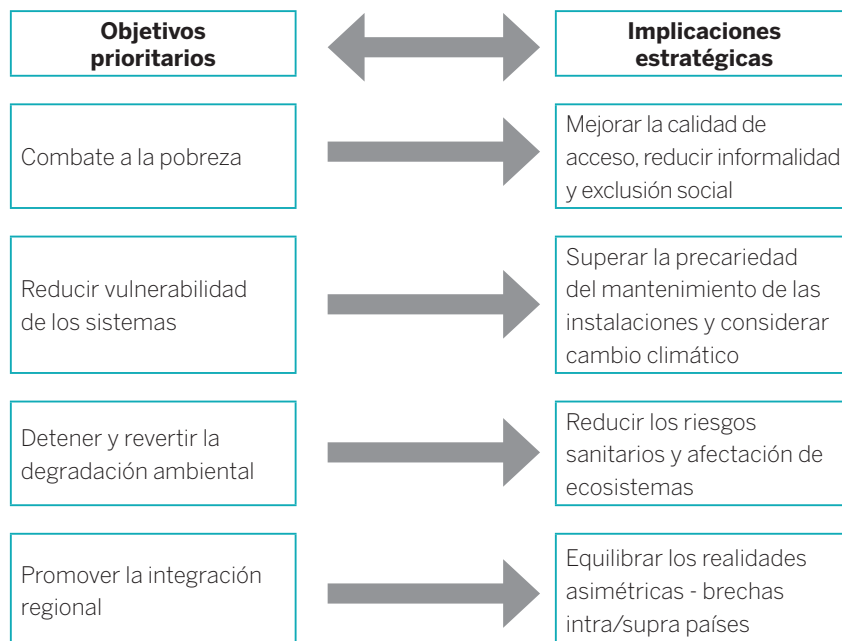 Objetivos
prioritarios
Implicaciones
estratégicas
Combate a la pobreza
Mejorar la calidad de
acceso, reducir informalidad
y exclusión social
Reducir vulnerabilidad
de los sistemas
Superar la precariedad
del mantenimiento de las
instalaciones y considerar
cambio climático
Detener y revertir la
degradación ambiental
Reducir los riesgos
sanitarios y afectación de
ecosistemas
Promover la integración
regional
Equilibrar los realidades
asimétricas - brechas
intra/supra países